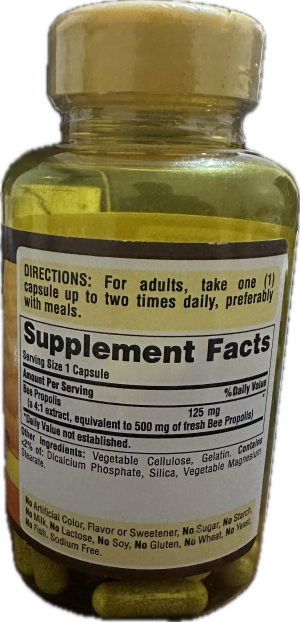 DIRECTIONS: For adults, take one (1)
capsule up to two times daily, preferably
with meals.
Supplement Facts
Serving Size 1 Capsule
Amount Per Serving %Daily Value
Bee Propolis 125 mg *
(a 4:1 extract, equivalent to 500 mg of fresh Bee Propolis)
*Daily Value not established.
Other Ingredients: Vegetable Cellulose, Gelatin. Contains
<2% of: Dicalcium Phosphate, Silica, Vegetable Magnesium
Stearate.
No Artificial Color, Flavor or Sweetener, No Sugar, No Starch,
No Milk, No Lactose, No Soy, No Gluten, No Wheat, No Yeast,
No Fish. Sodium Free.